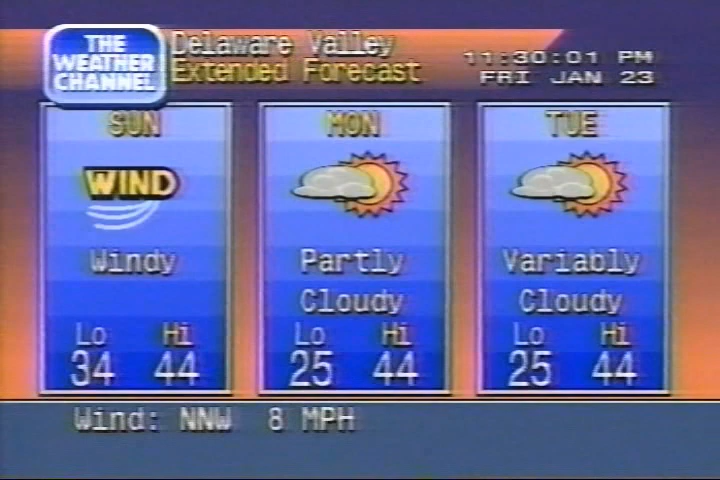 THE
WEATHER
CHANNEL
Delaware Valley
Extended Forecast
11:30:01 PM
FRI JAN 23
SUN
WIND
Windy
Lo Hi
34 44
MON
Partly
Cloudy
Lo Hi
25 44
TUE
Variably
Cloudy
Lo Hi
25 44
Wind: NNW 8 MPH